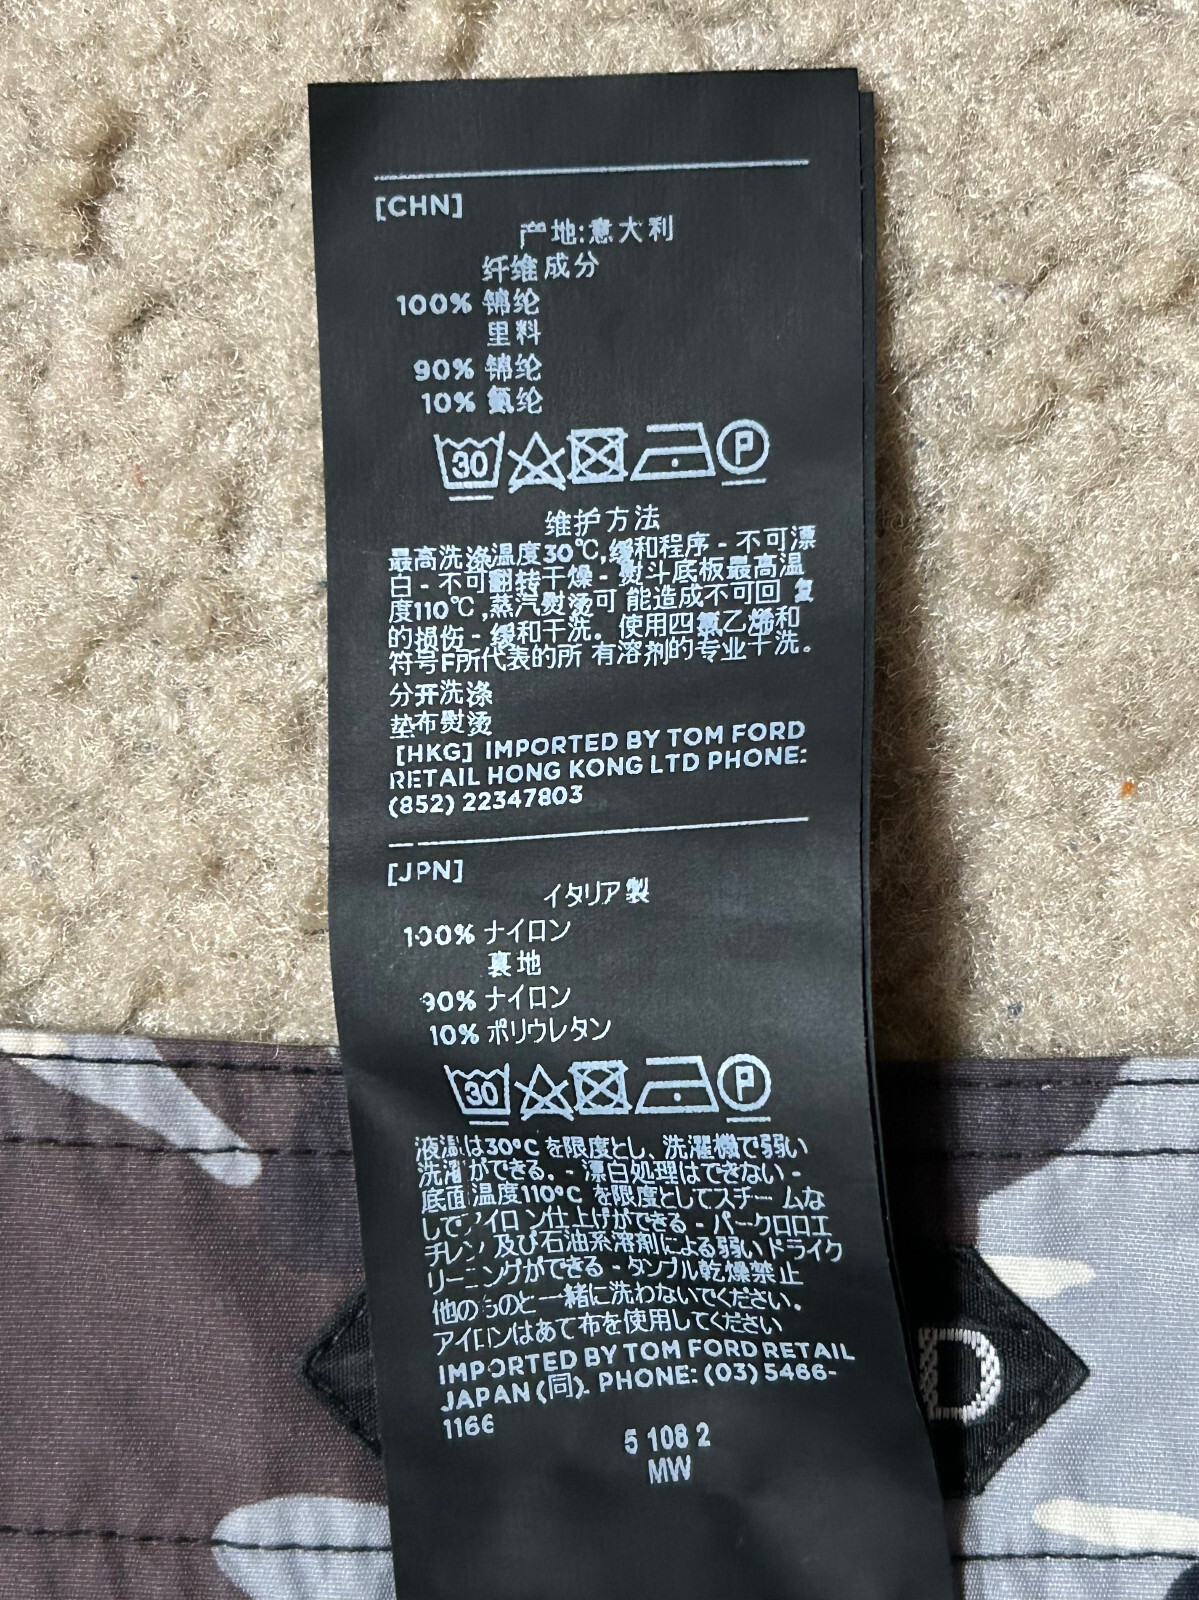 [CHN]
产地:意大利
纤维成分
100% 锦纶
里料
90% 锦纶
10% 氨纶
30 P
维护方法
最高洗涤温度30℃,缓和程序 - 不可漂
白 - 不可翻转干燥 - 熨斗底板最高温
度110℃,蒸汽熨烫可 能造成不可回 复
的损伤 - 缓和干洗。使用四氯乙烯和
符号F所代表的所 有溶剂的专业干洗。
分开洗涤
垫布熨烫
[HKG] IMPORTED BY TOM FORD
RETAIL HONG KONG LTD PHONE:
(852) 22347803
[JPN]
イタリア製
100% ナイロン
裏地
90% ナイロン
10% ポリウレタン
30 P
液温は30°C を限度とし、洗濯機で弱い
洗濯ができる. - 漂白処理はできない -
底面温度110°C を限度としてスチー ムな
しでアイロン仕上げができる - パークロロエ
チレン 及び石油系溶剤による弱いドライク
リーニングができる - タンブル乾燥禁止
他のものと一緒に洗わないでください.
アイロンはあて布を使用してください
IMPORTED BY TOM FORD RETAIL
JAPAN (同). PHONE: (03) 5466-
1166
5 108 2
MW
D